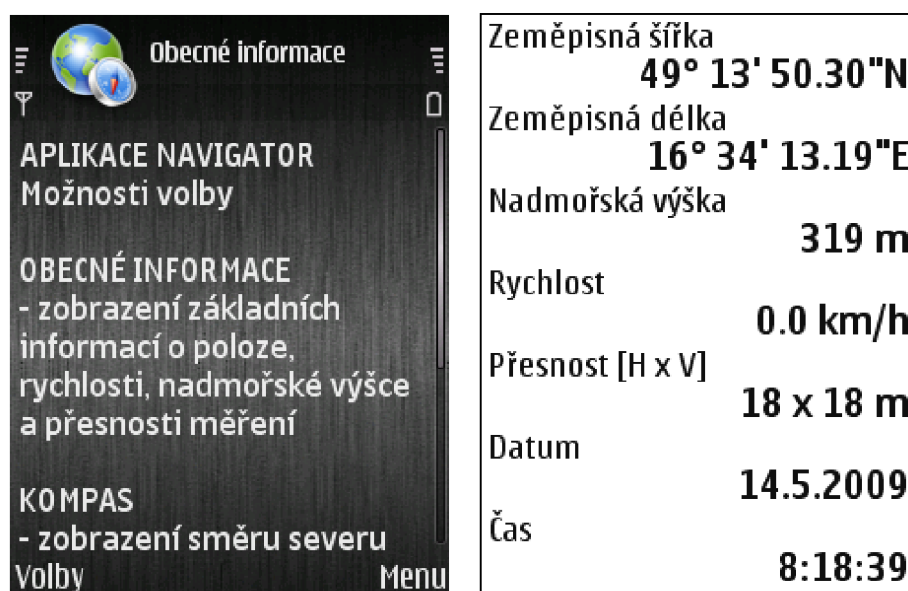 Obecné informace
APLIKACE NAVIGATOR
Možnosti volby
OBECNÉ INFORMACE
- zobrazení základních
informací o poloze,
rychlosti, nadmořské výšce
a přesnosti měření
KOMPAS
- zobrazení směru severu
Volby Menu
Zeměpisná šířka
49° 13' 50.30"N
Zeměpisná délka
16° 34' 13.19"E
Nadmořská výška
319 m
Rychlost
0.0 km/h
Přesnost [H x V]
18 x 18 m
Datum
14.5.2009
Čas
8:18:39